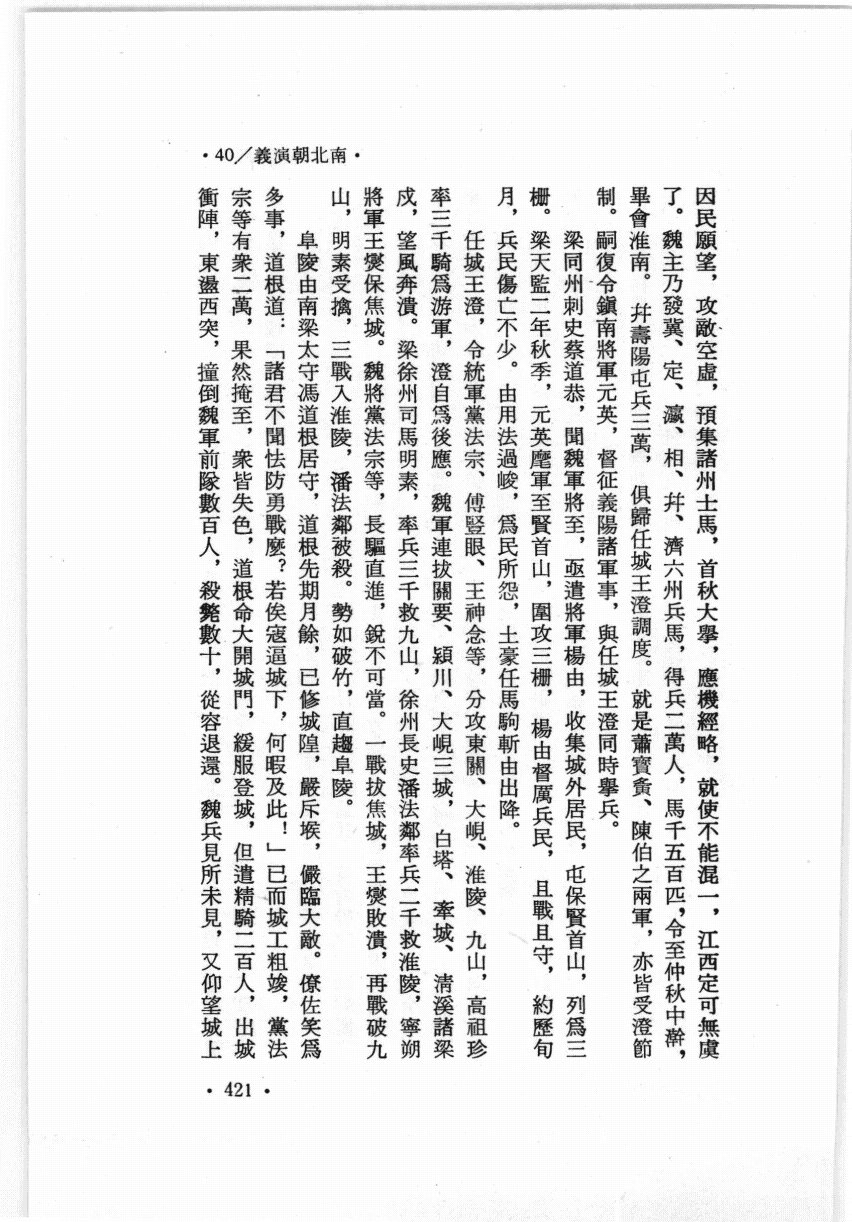 ・40／南北朝演義・
因民願望，攻敵空虛，預集諸州士馬，首秋大擧，應機經略，就使不能混一，江西定可無虞
了。魏主乃發冀、定、瀛、相、幷、濟六州兵馬，得兵二萬人，馬千五百匹，令至仲秋中澣，
畢會淮南。幷壽陽屯兵三萬，俱歸任城王澄調度。就是蕭寳夤、陳伯之兩軍，亦皆受澄節
制。嗣復令鎭南將軍元英，督征義陽諸軍事，與任城王澄同時擧兵。
梁同州刺史蔡道恭，聞魏軍將至，亟遣將軍楊由，收集城外居民，屯保賢首山，列爲三
栅。梁天監二年秋季，元英麾軍至賢首山，圍攻三栅，楊由督厲兵民，且戰且守，約歷旬
月，兵民傷亡不少。由用法過峻，爲民所怨，土豪任馬駒斬由出降。
任城王澄，令統軍黨法宗、傅豎眼、王神念等，分攻東關、大峴、淮陵、九山，高祖珍
率三千騎爲游軍，澄自爲後應。魏軍連拔關要、潁川、大峴三城，白塔、牽城、淸溪諸梁
戍，望風奔潰。梁徐州司馬明素，率兵三千救九山，徐州長史潘法鄰率兵二千救淮陵，寧朔
將軍王爕保焦城。魏將黨法宗等，長驅直進，銳不可當。一戰拔焦城，王爕敗潰，再戰破九
山，明素受擒，三戰入淮陵，潘法鄰被殺。勢如破竹，直趨阜陵。
阜陵由南梁太守馮道根居守，道根先期月餘，已修城隍，嚴斥堠，儼臨大敵。僚佐笑爲
多事，道根道：「諸君不聞怯防勇戰麽？若俟寇逼城下，何暇及此！」已而城工粗竣，黨法
宗等有衆二萬，果然掩至，衆皆失色，道根命大開城門，緩服登城，但遣精騎二百人，出城
衝陣，東盪西突，撞倒魏軍前隊數百人，殺斃數十，從容退還。魏兵見所未見，又仰望城上
・421・